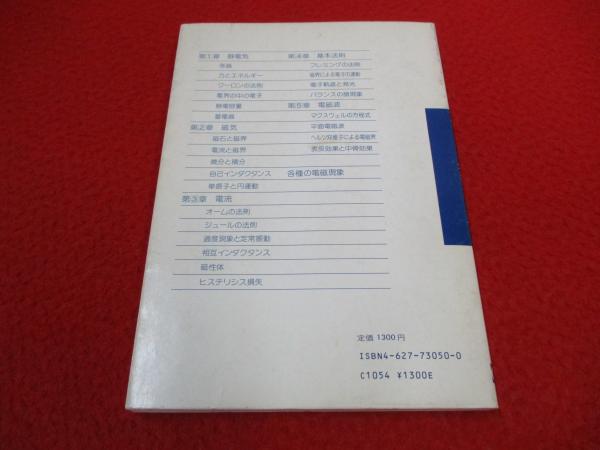 第1章 静電気
電荷
力とエネルギー
クーロンの法則
電界の中の電子
静電容量
蓄電器
第2章 磁気
磁石と磁界
電流と磁界
微分と積分
自己インダクタンス
単振子と円運動
第3章 電流
オームの法則
ジュールの法則
過度現象と定常振動
相互インダクタンス
磁性体
ヒステリシス損失
第4章 基本法則
フレミングの法則
磁界による電子の運動
電子軌道と発光
バランスの崩現象
第5章 電磁波
マクスウェルの方程式
平面電磁波
ヘルツ双極子による電磁界
表皮効果と中骨効果
各種の電磁現象
定価 1300円
ISBN4-627-73050-0
C1054 ¥1300E